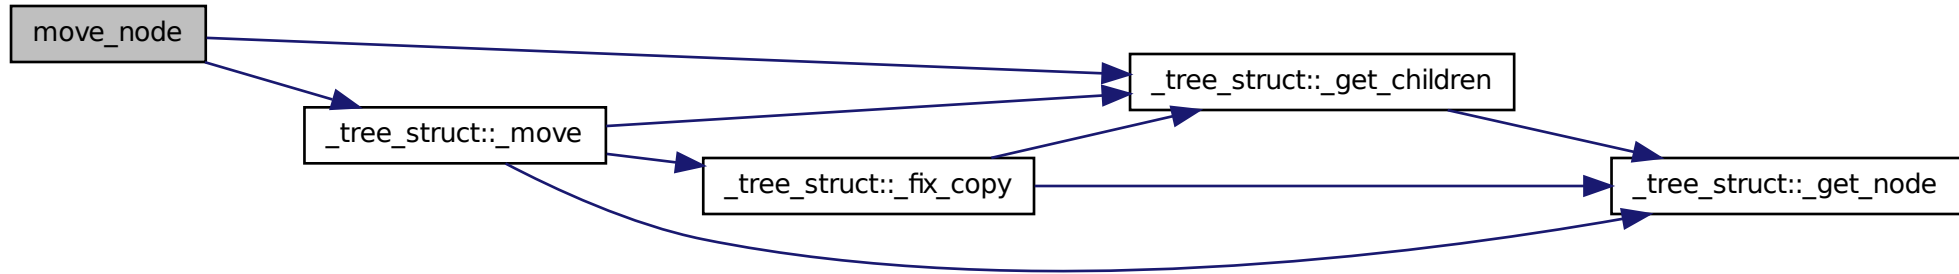 move_node
_tree_struct::_get_children
_tree_struct::_move
_tree_struct::_fix_copy
_tree_struct::_get_node